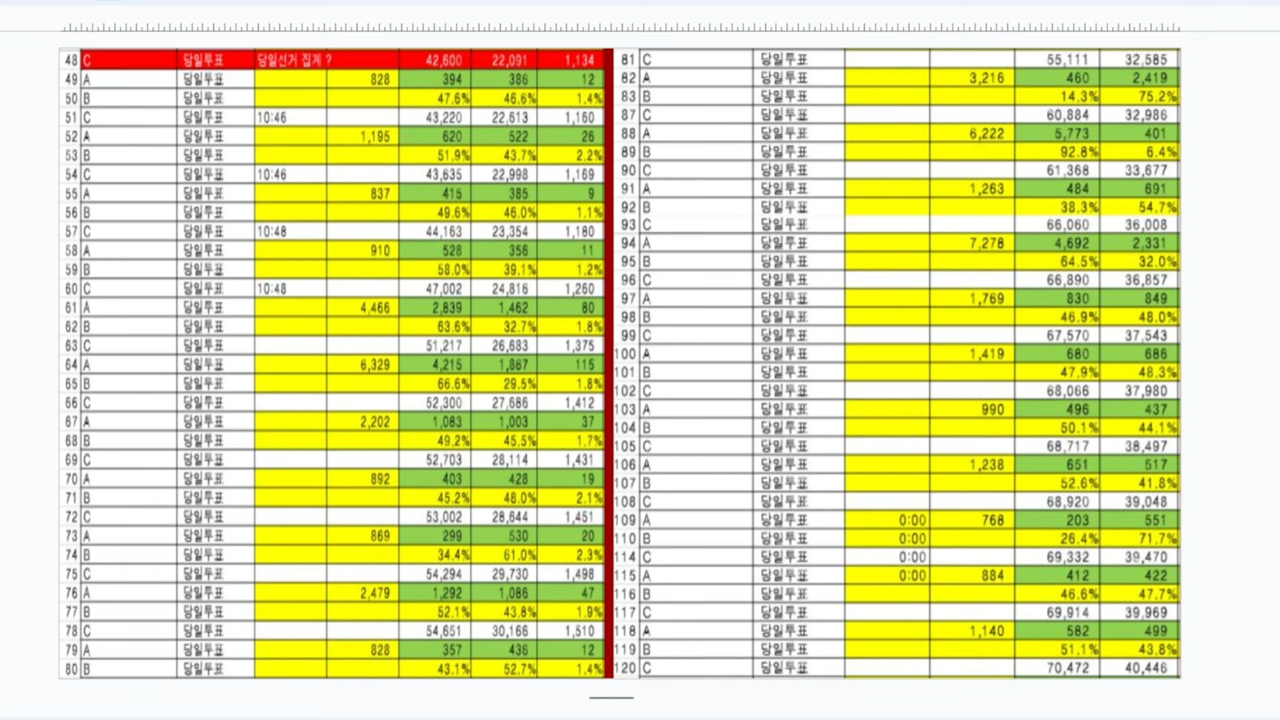 48 C 당일투표 당일선거 집계 ? 42,600 22,091 1,134
49 A 당일투표 828 394 386 12
50 B 당일투표 47.6% 46.6% 1.4%
51 C 당일투표 10:46 43,220 22,613 1,160
52 A 당일투표 1,195 620 522 26
53 B 당일투표 51.9% 43.7% 2.2%
54 C 당일투표 10:46 43,635 22,998 1,169
55 A 당일투표 837 415 385 9
56 B 당일투표 49.6% 46.0% 1.1%
57 C 당일투표 10:48 44,163 23,354 1,180
58 A 당일투표 910 528 356 11
59 B 당일투표 58.0% 39.1% 1.2%
60 C 당일투표 10:48 47,002 24,816 1,260
61 A 당일투표 4,466 2,839 1,462 80
62 B 당일투표 63.6% 32.7% 1.8%
63 C 당일투표 51,217 26,683 1,375
64 A 당일투표 6,329 4,215 1,867 115
65 B 당일투표 66.6% 29.5% 1.8%
66 C 당일투표 52,300 27,686 1,412
67 A 당일투표 2,202 1,083 1,003 37
68 B 당일투표 49.2% 45.5% 1.7%
69 C 당일투표 52,703 28,114 1,431
70 A 당일투표 892 403 428 19
71 B 당일투표 45.2% 48.0% 2.1%
72 C 당일투표 53,002 28,644 1,451
73 A 당일투표 869 299 530 20
74 B 당일투표 34.4% 61.0% 2.3%
75 C 당일투표 54,294 29,730 1,498
76 A 당일투표 2,479 1,292 1,086 47
77 B 당일투표 52.1% 43.8% 1.9%
78 C 당일투표 54,651 30,166 1,510
79 A 당일투표 828 357 436 12
80 B 당일투표 43.1% 52.7% 1.4%
81 C 당일투표 55,111 32,585
82 A 당일투표 3,216 460 2,419
83 B 당일투표 14.3% 75.2%
87 C 당일투표 60,884 32,986
88 A 당일투표 6,222 5,773 401
89 B 당일투표 92.8% 6.4%
90 C 당일투표 61,368 33,677
91 A 당일투표 1,263 484 691
92 B 당일투표 38.3% 54.7%
93 C 당일투표 66,060 36,008
94 A 당일투표 7,278 4,692 2,331
95 B 당일투표 64.5% 32.0%
96 C 당일투표 66,890 36,857
97 A 당일투표 1,769 830 849
98 B 당일투표 46.9% 48.0%
99 C 당일투표 67,570 37,543
100 A 당일투표 1,419 680 686
101 B 당일투표 47.9% 48.3%
102 C 당일투표 68,066 37,980
103 A 당일투표 990 496 437
104 B 당일투표 50.1% 44.1%
105 C 당일투표 68,717 38,497
106 A 당일투표 1,238 651 517
107 B 당일투표 52.6% 41.8%
108 C 당일투표 68,920 39,048
109 A 당일투표 0:00 768 203 551
110 B 당일투표 0:00 26.4% 71.7%
114 C 당일투표 0:00 69,332 39,470
115 A 당일투표 0:00 884 412 422
116 B 당일투표 46.6% 47.7%
117 C 당일투표 69,914 39,969
118 A 당일투표 1,140 582 499
119 B 당일투표 51.1% 43.8%
120 C 당일투표 70,472 40,446